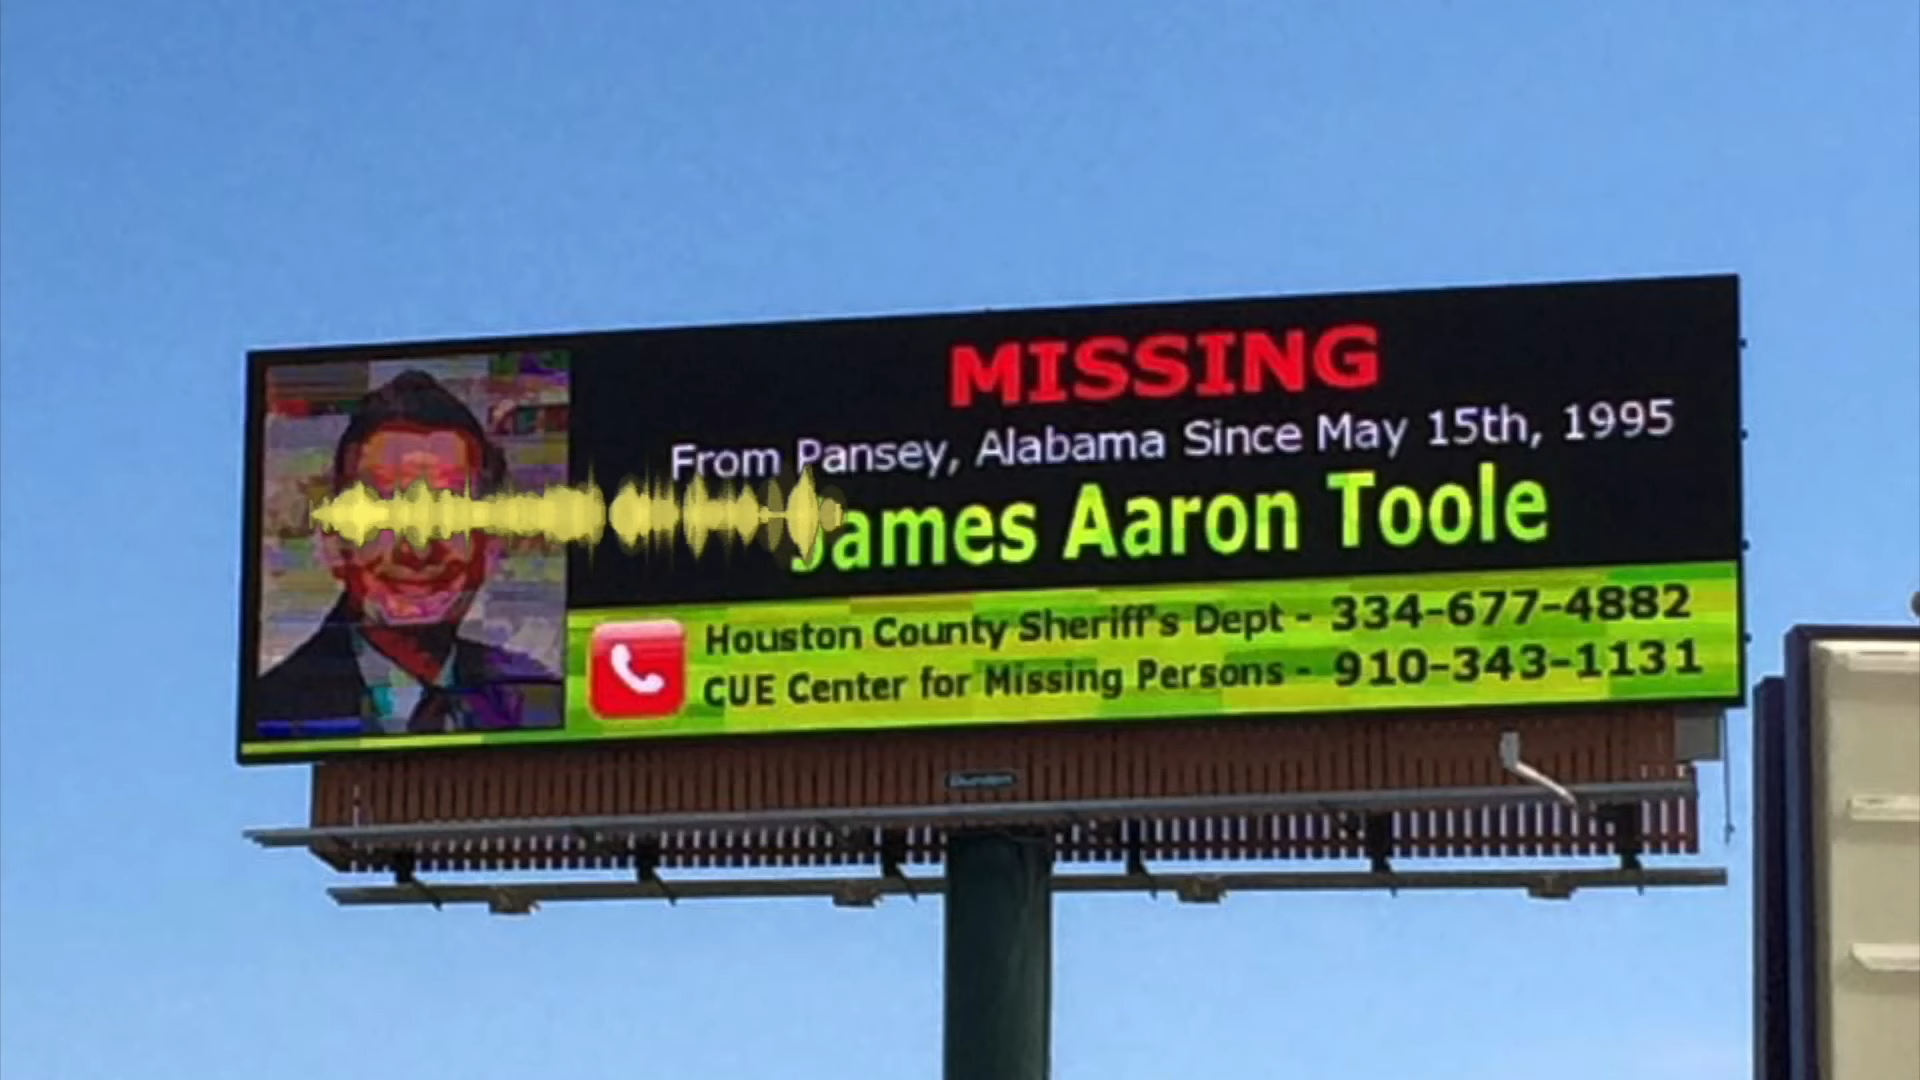 MISSING
From Pansey, Alabama Since May 15th, 1995
James Aaron Toole
Houston County Sheriff's Dept - 334-677-4882
CUE Center for Missing Persons - 910-343-1131